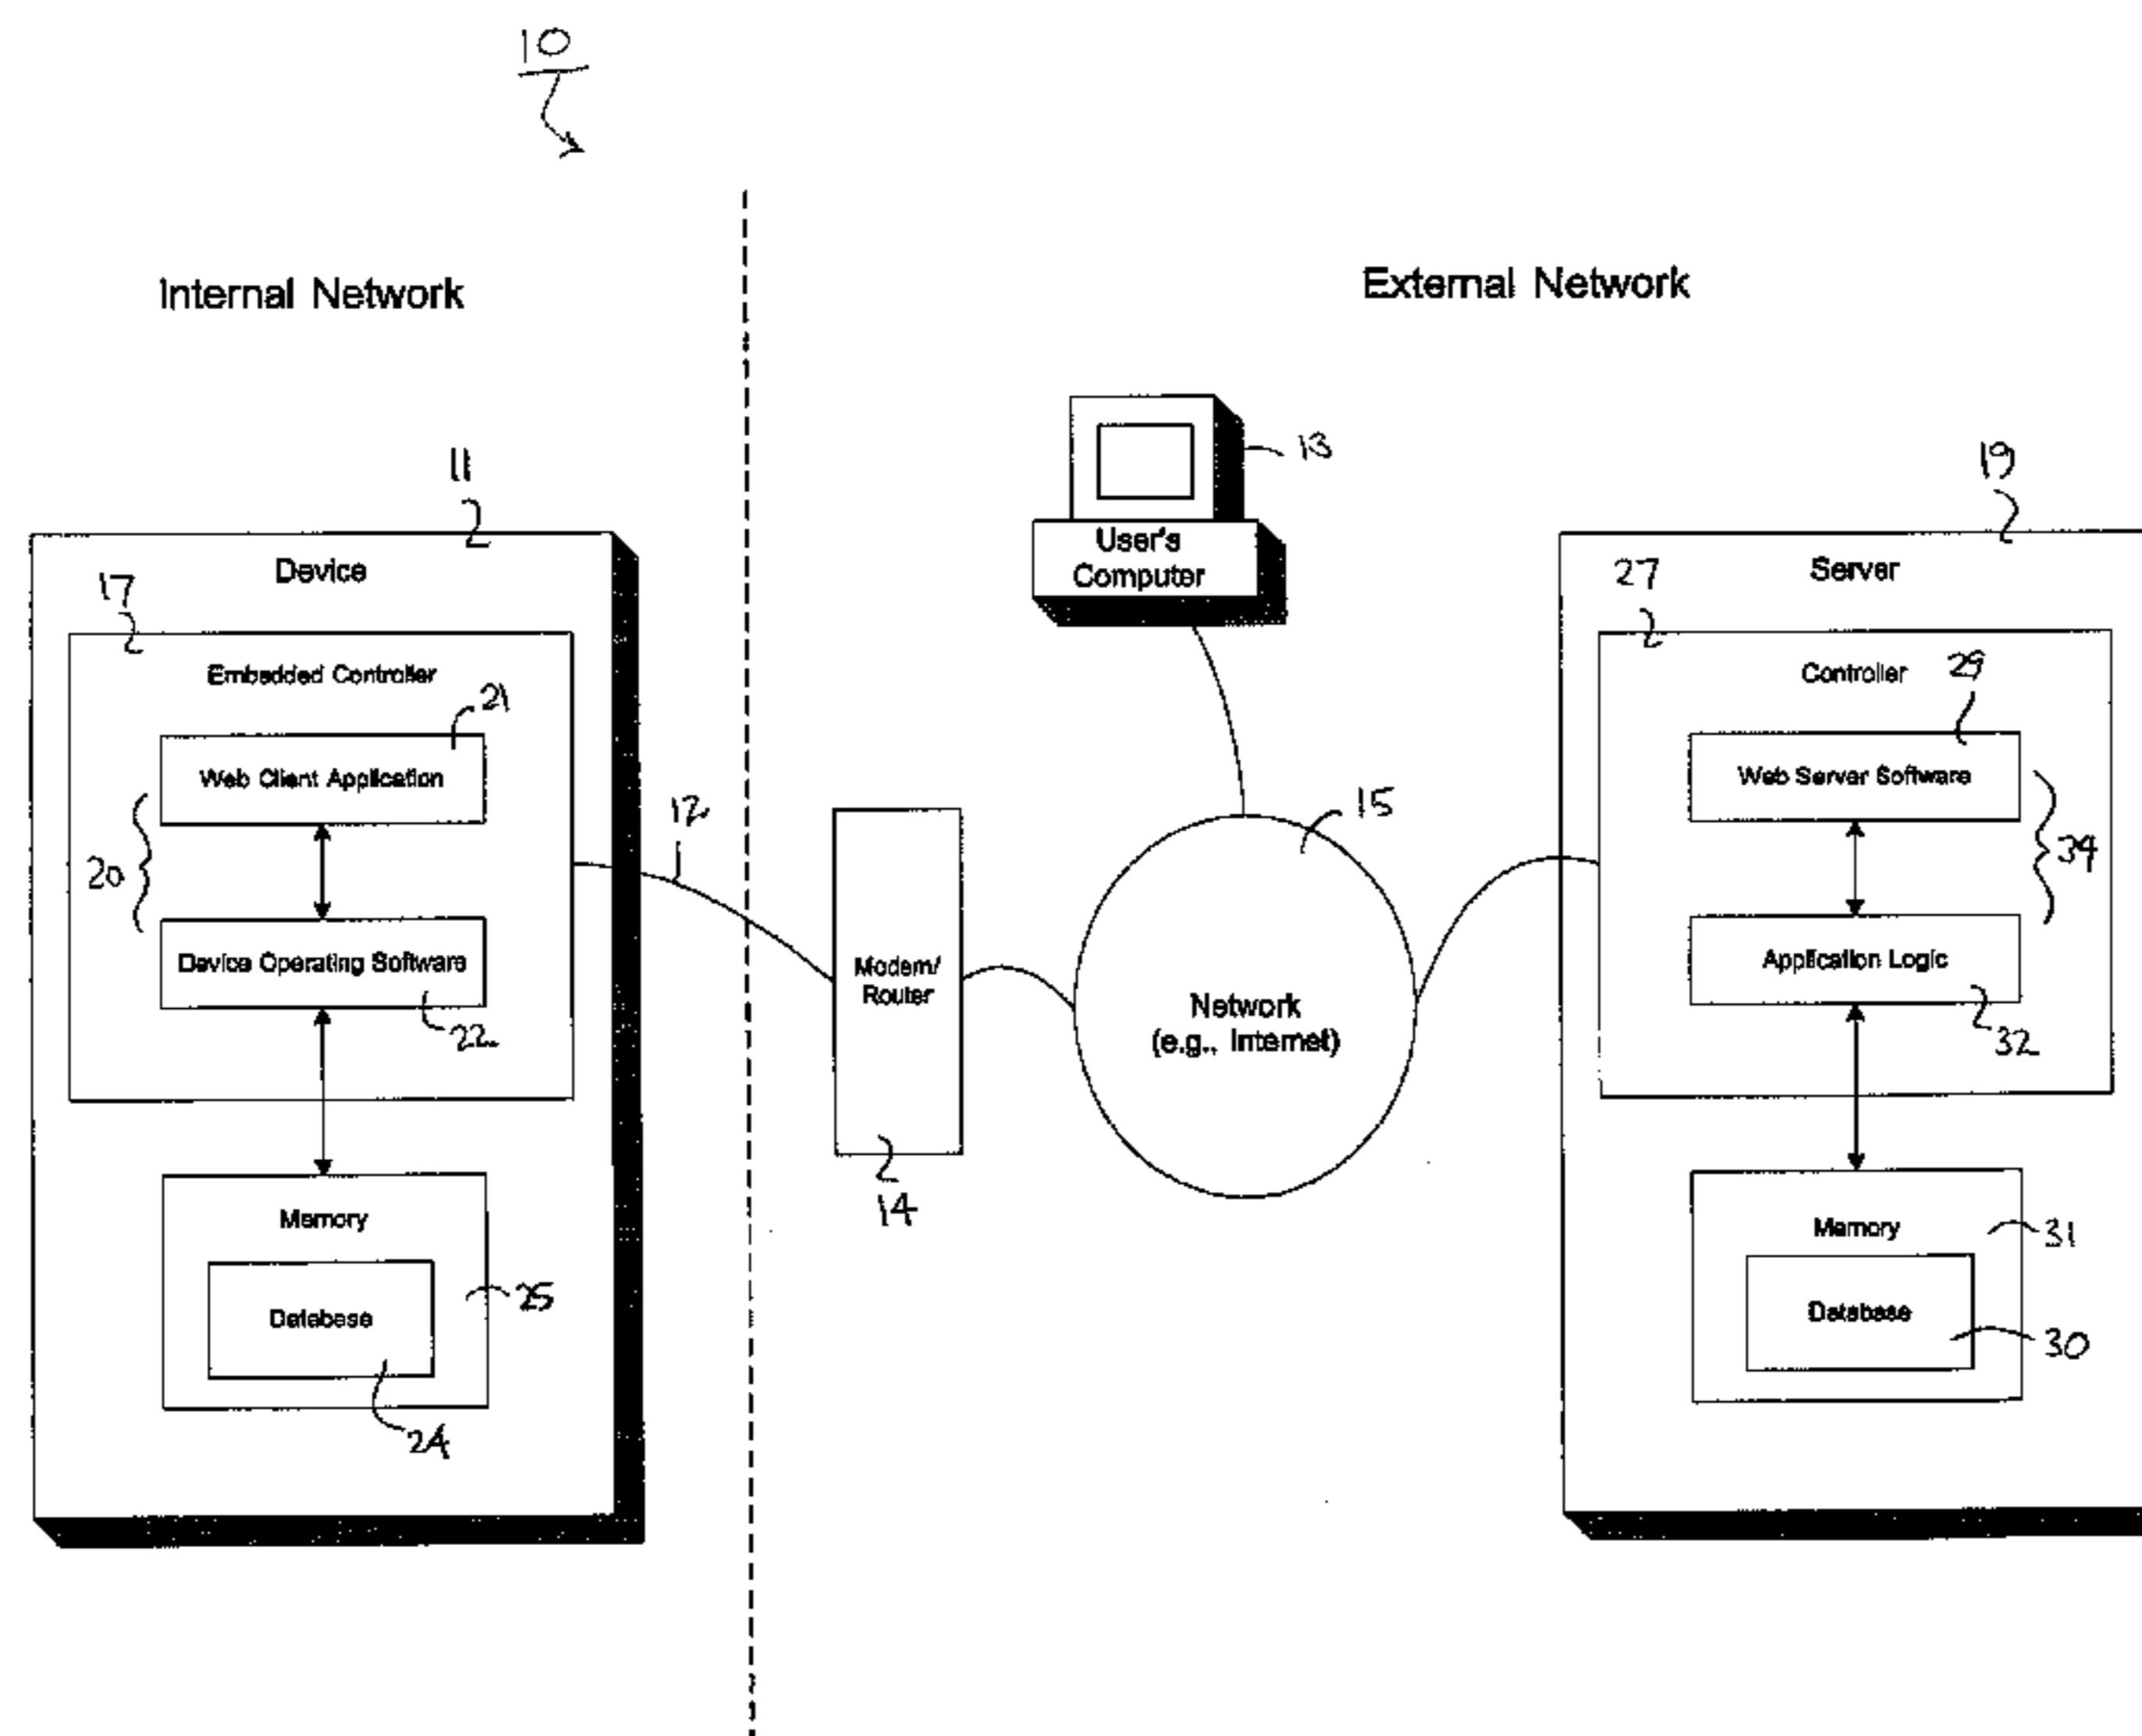 10
Internal Network
External Network
13
User's
Computer
11
Device
17
Embedded Controller
21
Web Client Application
20
Device Operating Software
22
Memory
25
Database
24
12
Modem/
Router
14
15
Network
(e.g., Internet)
19
Server
27
Controller
29
Web Server Software
34
Application Logic
32
Memory
31
Database
30